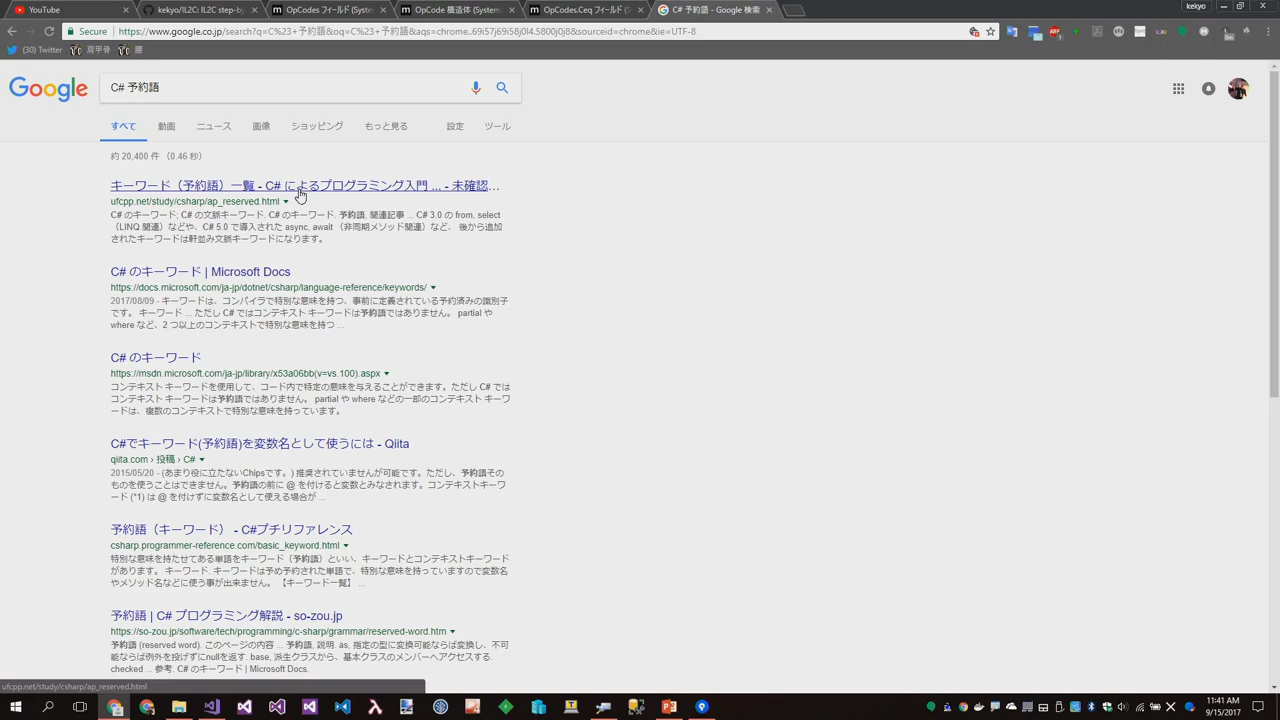 YouTube
kekyo/IL2C: IL2C step-by
OpCodes フィールド (Syste
OpCode 構造体 (System
OpCodes.Ceq フィールド (S
C# 予約語 - Google 検索
keikyo
Secure
https://www.google.co.jp/search?q=C%23+予約語&oq=C%23+予約語&aqs=chrome..69i57j69i58j0l4.5800j0j8&sourceid=chrome&ie=UTF-8
(30) Twitter
肩甲骨
腰
Google
C# 予約語
すべて
動画
ニュース
画像
ショッピング
もっと見る
設定
ツール
約 20,400 件 （0.46 秒）
キーワード（予約語）一覧 - C# によるプログラミング入門 ... - 未確認...
ufcpp.net/study/csharp/ap_reserved.html
C# のキーワード; C# の文脈キーワード. C# のキーワード. 予約語, 関連記事 ... C# 3.0 の from, select
（LINQ 関連）などや、C# 5.0 で導入された async, await （非同期メソッド関連）など、 後から追加
されたキーワードは軒並み文脈キーワードになります。
C# のキーワード | Microsoft Docs
https://docs.microsoft.com/ja-jp/dotnet/csharp/language-reference/keywords/
2017/08/09 - キーワードは、コンパイラで特別な意味を持つ、事前に定義されている予約済みの識別子
です。 キーワード ... ただし C# ではコンテキスト キーワードは予約語ではありません。 partial や
where など、2 つ以上のコンテキストで特別な意味を持つ ...
C# のキーワード
https://msdn.microsoft.com/ja-jp/library/x53a06bb(v=vs.100).aspx
コンテキスト キーワードを使用して、コード内で特定の意味を与えることができます。ただし C# では
コンテキスト キーワードは予約語ではありません。 partial や where などの一部のコンテキスト キーワ
ードは、複数のコンテキストで特別な意味を持っています。
C#でキーワード(予約語)を変数名として使うには - Qiita
qiita.com › 投稿 › C#
2015/05/20 - (あまり役に立たないChipsです。) 推奨されていませんが可能です。ただし、予約語その
ものを使うことはできません。予約語の前に @ を付けると変数とみなされます。コンテキストキーワ
ード (*1) は @ を付けずに変数名として使える場合が ...
予約語（キーワード） - C#プチリファレンス
csharp.programmer-reference.com/basic_keyword.html
特別な意味を持たせてある単語をキーワード（予約語）といい、キーワードとコンテキストキーワード
があります。 キーワード. キーワードは予め予約された単語で、特別な意味を持っていますので変数名
やメソッド名などに使う事が出来ません。 【キーワード一覧】 ...
予約語 | C# プログラミング解説 - so-zou.jp
https://so-zou.jp/software/tech/programming/c-sharp/grammar/reserved-word.htm
予約語 (reserved word). このページの内容 ... 予約語, 説明. as, 指定の型に変換可能ならば変換し、不可
能ならば例外を投げずにnullを返す. base, 派生クラスから、基本クラスのメンバーへアクセスする.
checked ... 参考. C# のキーワード | Microsoft Docs.
ufcpp.net/study/csharp/ap_reserved.html
11:41 AM
9/15/2017